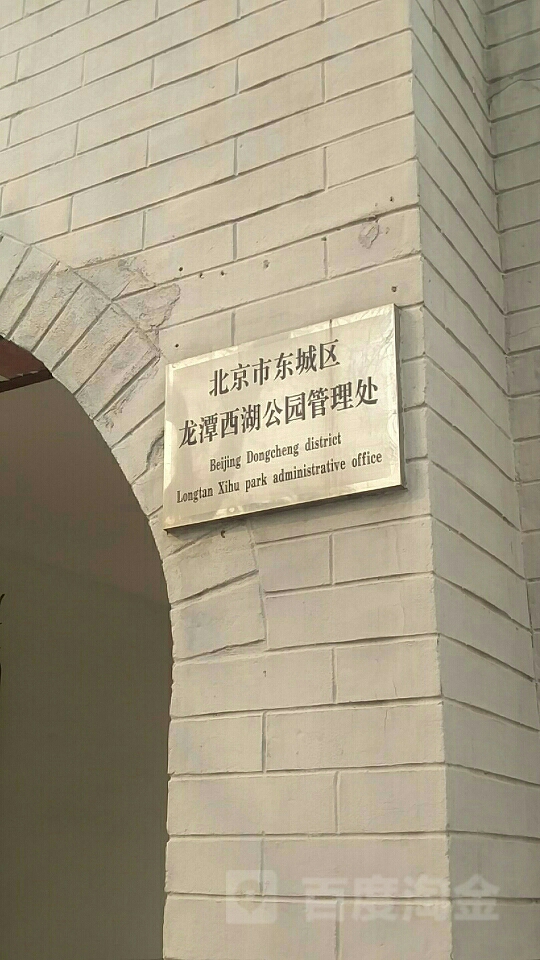 北京市东城区
龙潭西湖公园管理处
Beijing Dongcheng district
Longtan Xihu park administrative office
百度淘金